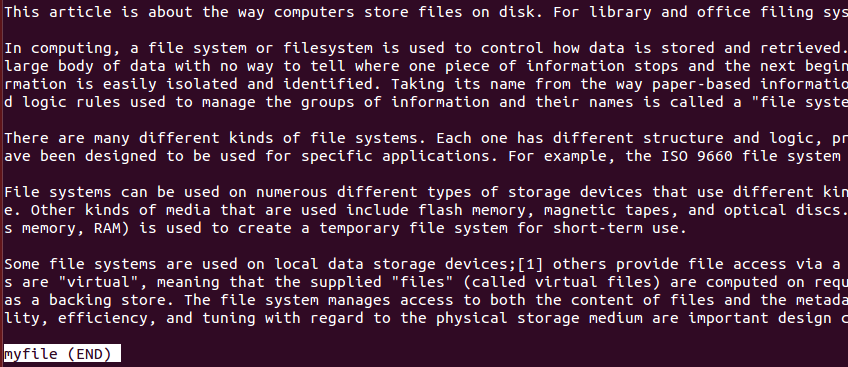 This article is about the way computers store files on disk. For library and office filing sys
In computing, a file system or filesystem is used to control how data is stored and retrieved.
large body of data with no way to tell where one piece of information stops and the next begin
rmation is easily isolated and identified. Taking its name from the way paper-based informatio
d logic rules used to manage the groups of information and their names is called a "file syste
There are many different kinds of file systems. Each one has different structure and logic, pr
ave been designed to be used for specific applications. For example, the ISO 9660 file system
File systems can be used on numerous different types of storage devices that use different kin
e. Other kinds of media that are used include flash memory, magnetic tapes, and optical discs.
s memory, RAM) is used to create a temporary file system for short-term use.
Some file systems are used on local data storage devices;[1] others provide file access via a
s are "virtual", meaning that the supplied "files" (called virtual files) are computed on requ
as a backing store. The file system manages access to both the content of files and the metada
lity, efficiency, and tuning with regard to the physical storage medium are important design c
myfile (END)